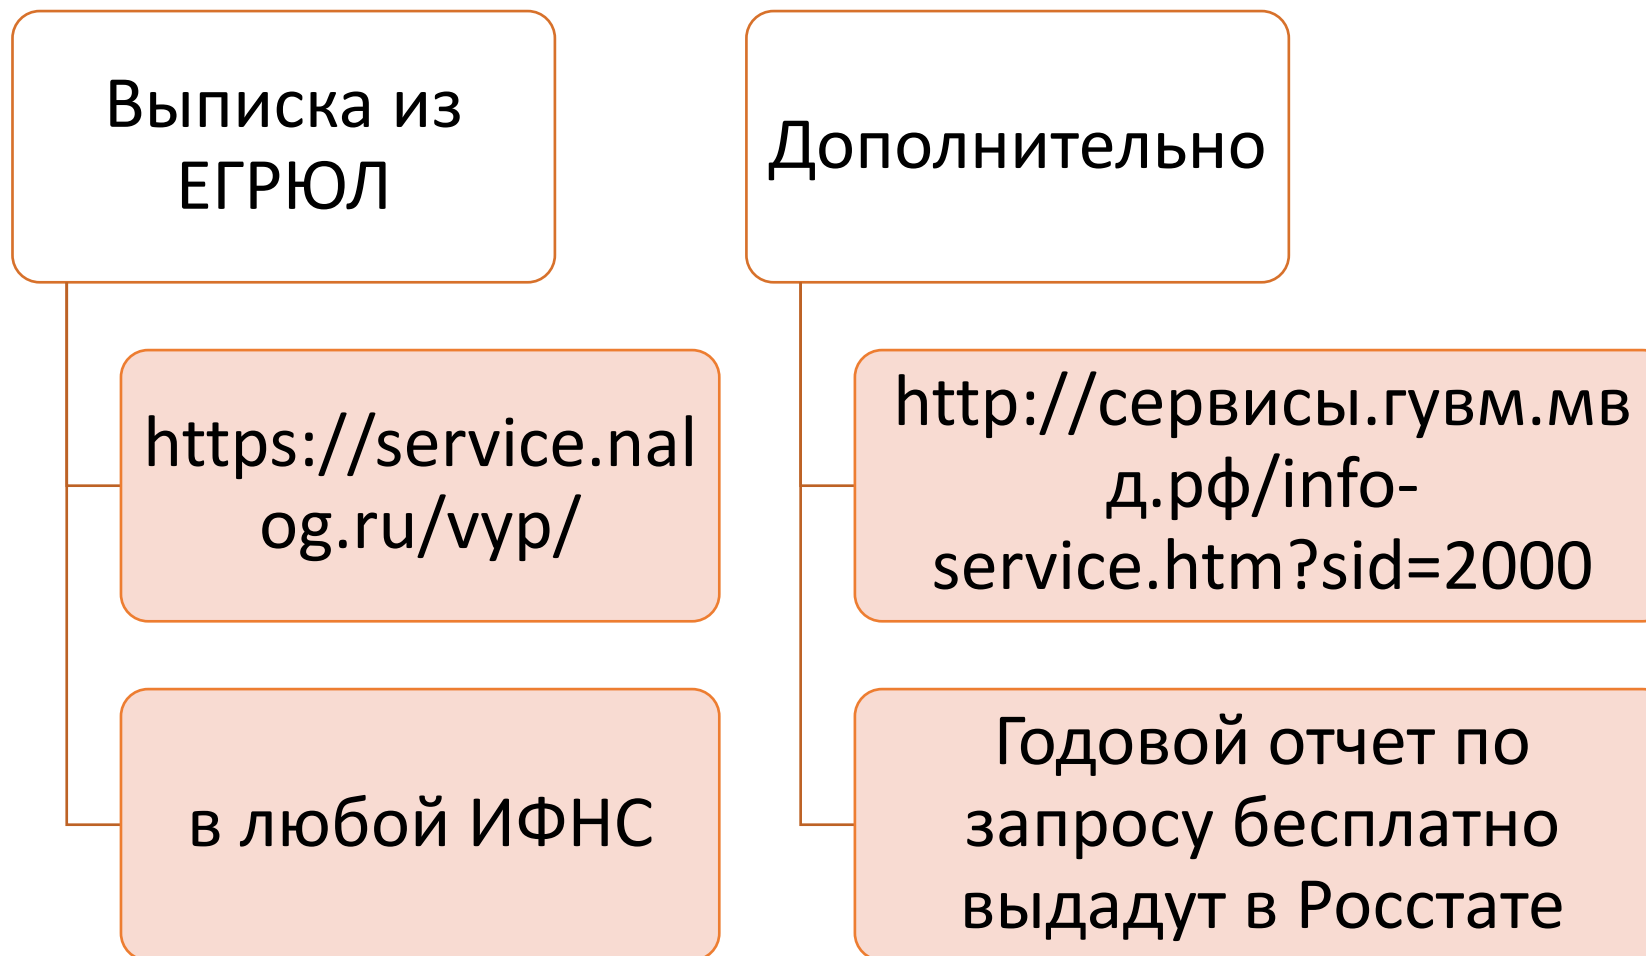 Выписка из
ЕГРЮЛ
https://service.nal
og.ru/vyp/
в любой ИФНС
Дополнительно
http://сервисы.гувм.мв
д.рф/info-
service.htm?sid=2000
Годовой отчет по
запросу бесплатно
выдадут в Росстате